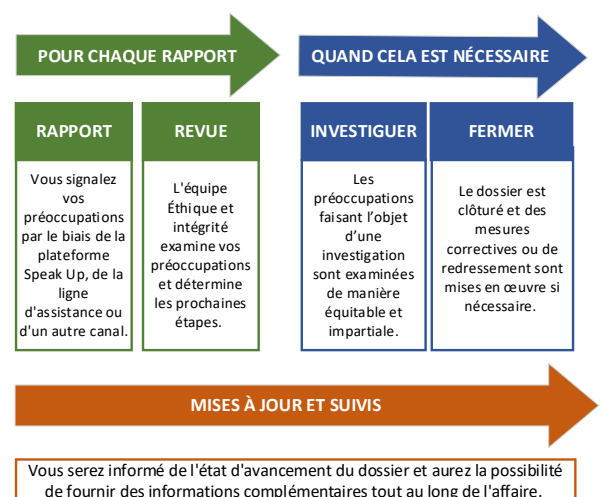 POUR CHAQUE RAPPORT
QUAND CELA EST NÉCESSAIRE
RAPPORT
Vous signalez
vos
préoccupations
par le biais de la
plateforme
Speak Up, de la
ligne
d'assistance ou
d'un autre canal.
REVUE
L'équipe
Éthique et
intégrité
examine vos
préoccupations
et détermine
les prochaines
étapes.
INVESTIGUER
Les
préoccupations
faisant l'objet
d'une
investigation
sont examinées
de manière
équitable et
impartiale.
FERMER
Le dossier est
clôturé et des
mesures
correctives ou de
redressement sont
mises en œuvre si
nécessaire.
MISES À JOUR ET SUIVIS
Vous serez informé de l'état d'avancement du dossier et aurez la possibilité
de fournir des informations complémentaires tout au long de l'affaire.